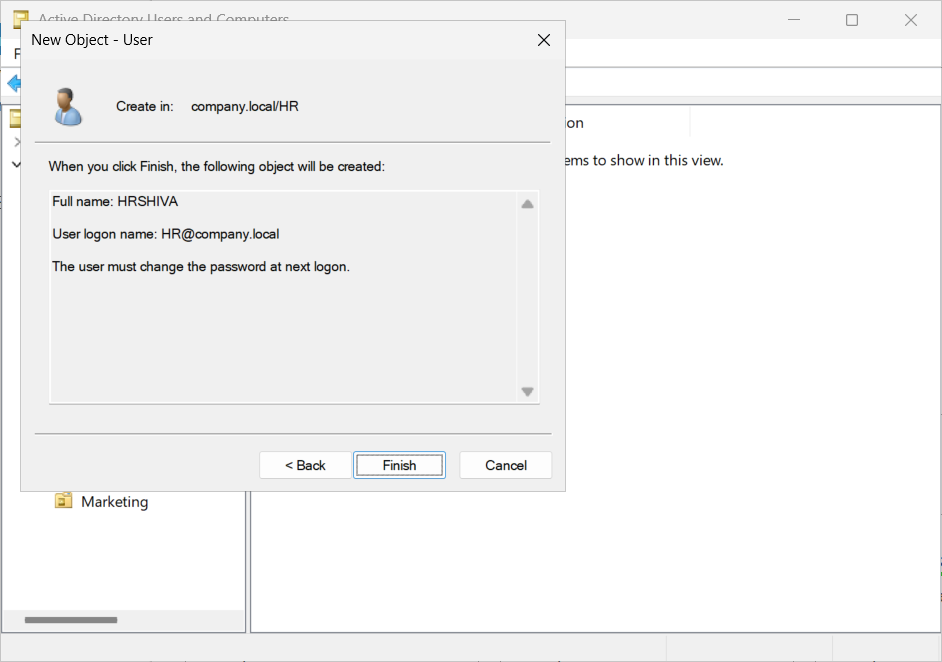 Active Directory Users and Computers
New Object - User
F
Create in: company.local/HR
on
When you click Finish, the following object will be created:
ems to show in this view.
Full name: HRSHIVA
User logon name: HR@company.local
The user must change the password at next logon.
< Back Finish Cancel
Marketing